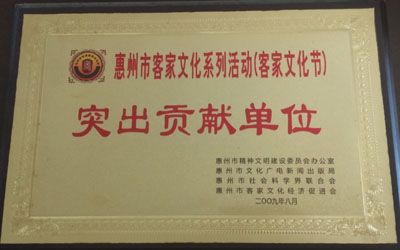 惠州市客家文化系列活动(客家文化节)
突出贡献单位
惠州市精神文明建设委员会办公室
惠州市文化广电新闻出版局
惠州市社会科学界联合会
惠州市客家文化经济促进会
二00九年八月